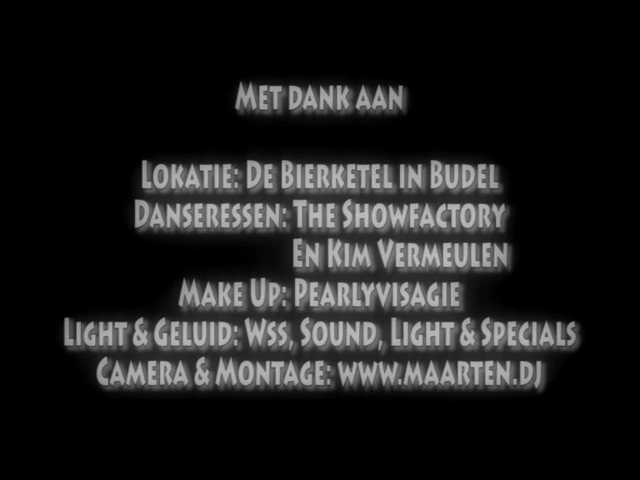 Met dank aan
Lokatie: De Bierketel in Budel
Danseressen: The Showfactory
En Kim Vermeulen
Make Up: Pearlyvisagie
Light & Geluid: Wss, Sound, Light & Specials
Camera & Montage: www.maarten.dj